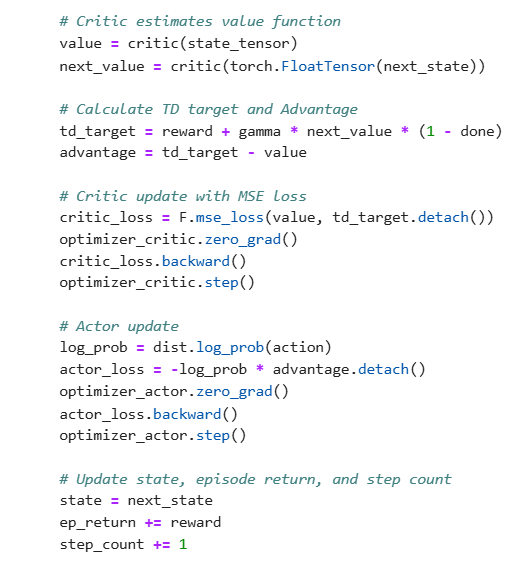 # Critic estimates value function
value = critic(state_tensor)
next_value = critic(torch.FloatTensor(next_state))
# Calculate TD target and Advantage
td_target = reward + gamma * next_value * (1 - done)
advantage = td_target - value
# Critic update with MSE loss
critic_loss = F.mse_loss(value, td_target.detach())
optimizer_critic.zero_grad()
critic_loss.backward()
optimizer_critic.step()
# Actor update
log_prob = dist.log_prob(action)
actor_loss = -log_prob * advantage.detach()
optimizer_actor.zero_grad()
actor_loss.backward()
optimizer_actor.step()
# Update state, episode return, and step count
state = next_state
ep_return += reward
step_count += 1